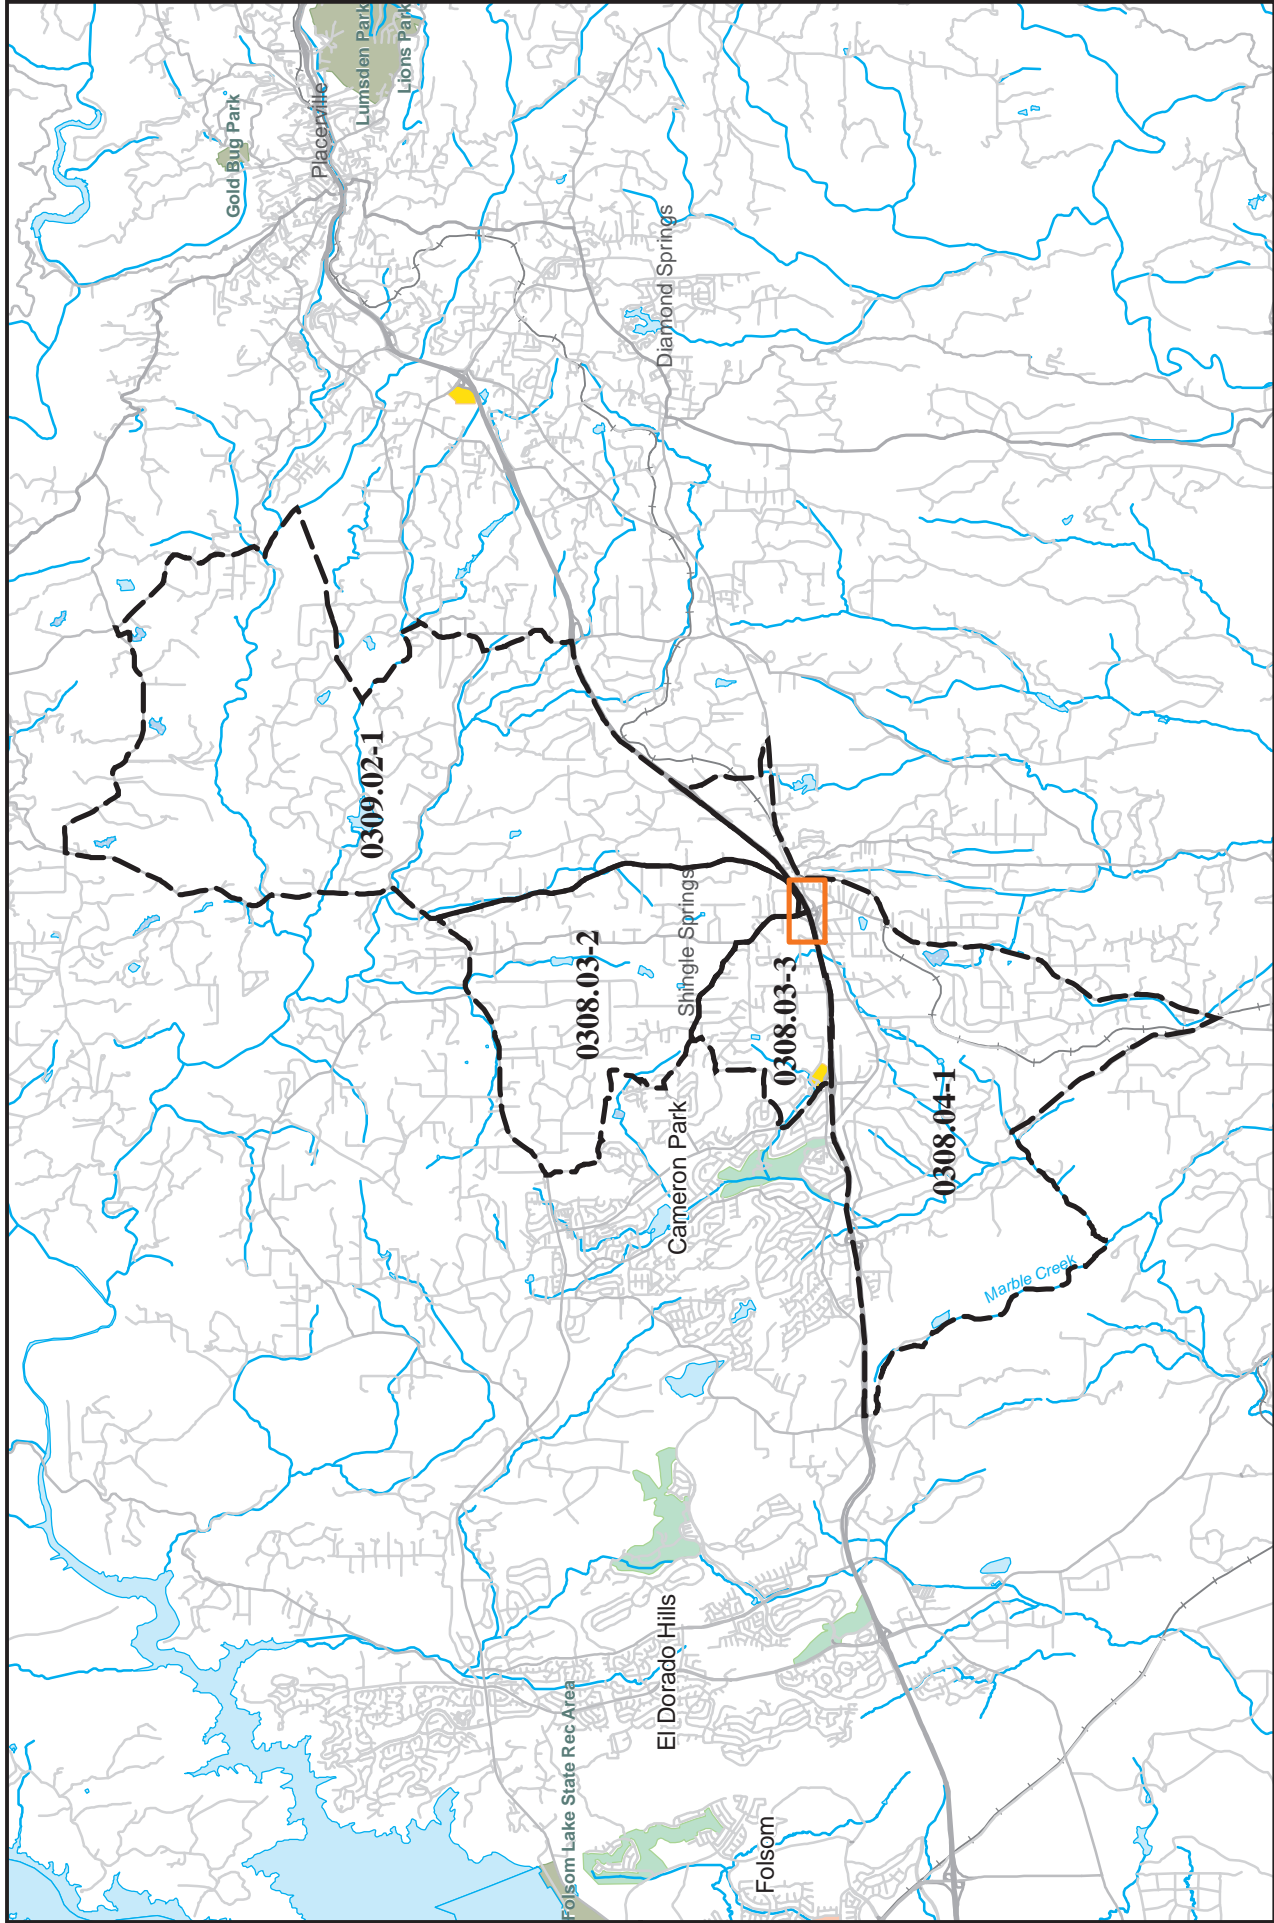 Gold Bug Park
Placerville
Lumsden Park
Lions Park
Diamond Springs
0309.02-1
Shingle Springs
0308.03-2
0308.03-3
Cameron Park
0308.04-1
Marble Creek
El Dorado Hills
Folsom Lake State Rec Area
Folsom